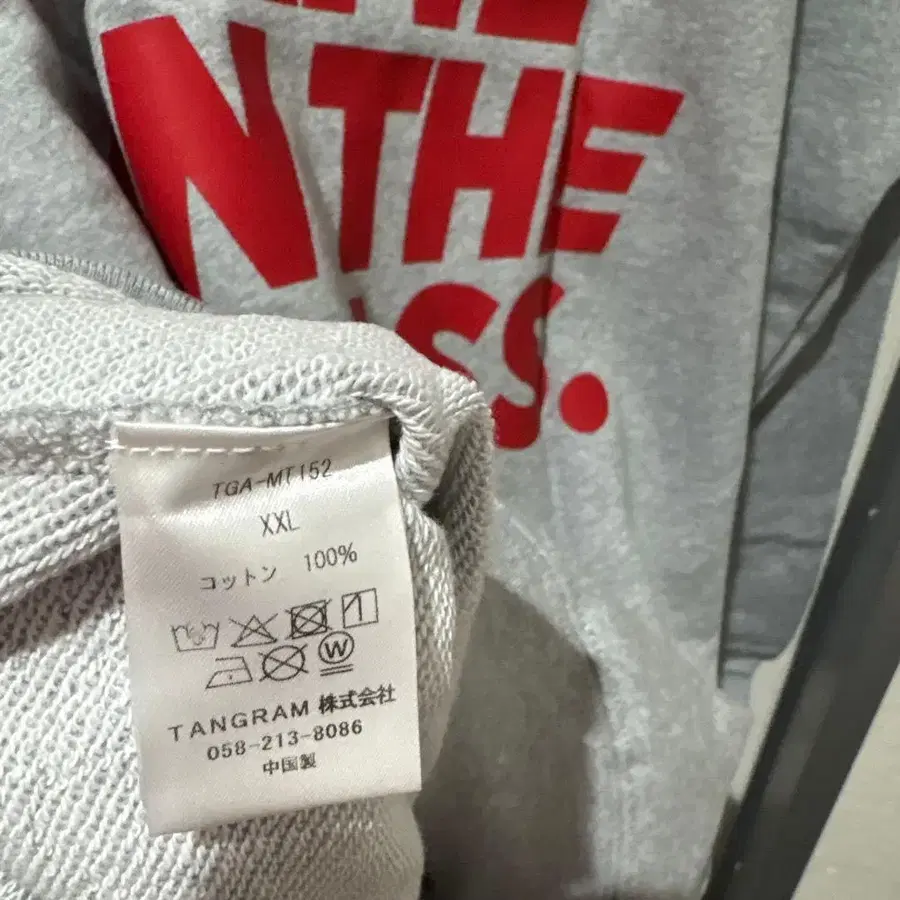 NTHE
SS.
TGA-MT152
XXL
コットン 100%
W
TANGRAM 株式会社
058-213-8086
中国製